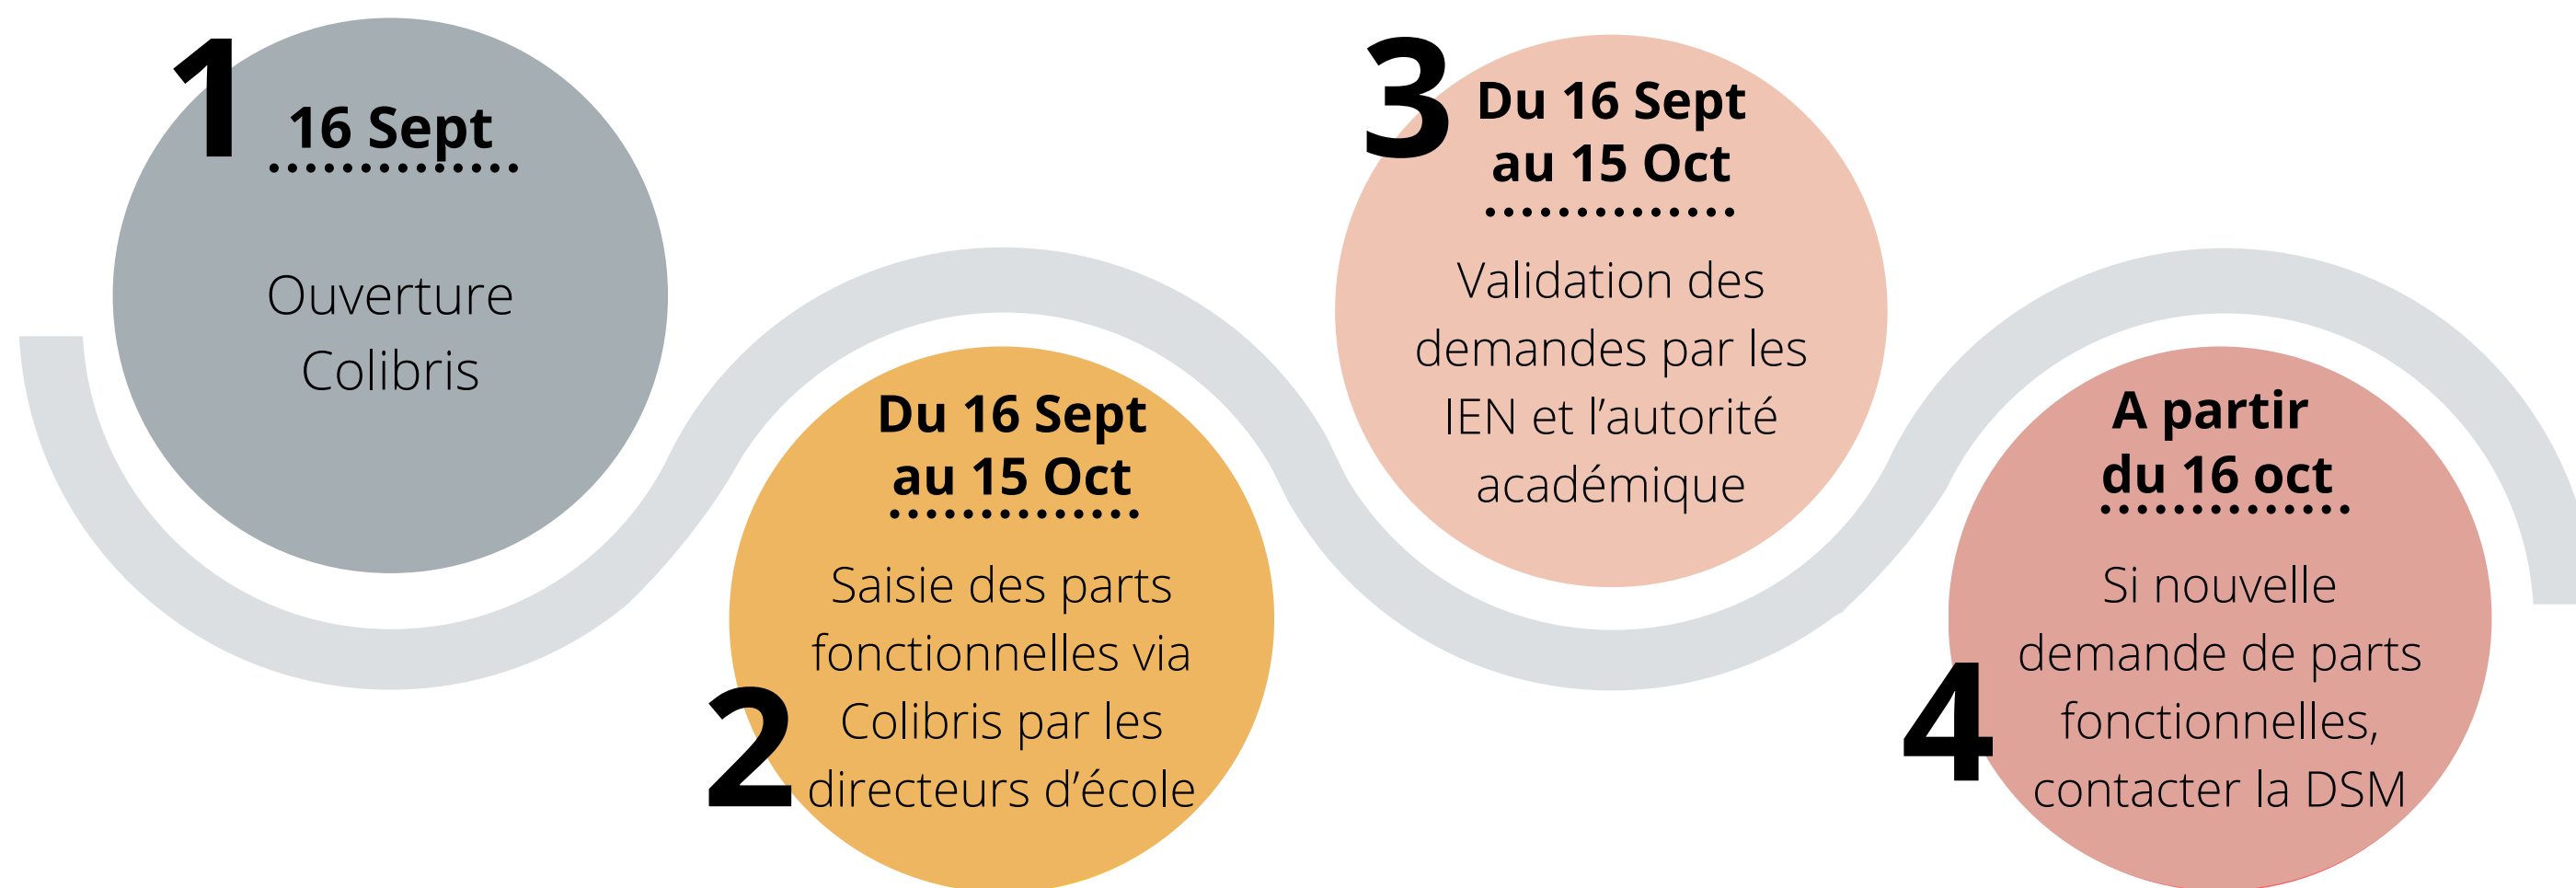 1
16 Sept
Ouverture
Colibris
2
Du 16 Sept
au 15 Oct
Saisie des parts
fonctionnelles via
Colibris par les
directeurs d’école
3
Du 16 Sept
au 15 Oct
Validation des
demandes par les
IEN et l’autorité
académique
4
A partir
du 16 oct
Si nouvelle
demande de parts
fonctionnelles,
contacter la DSM